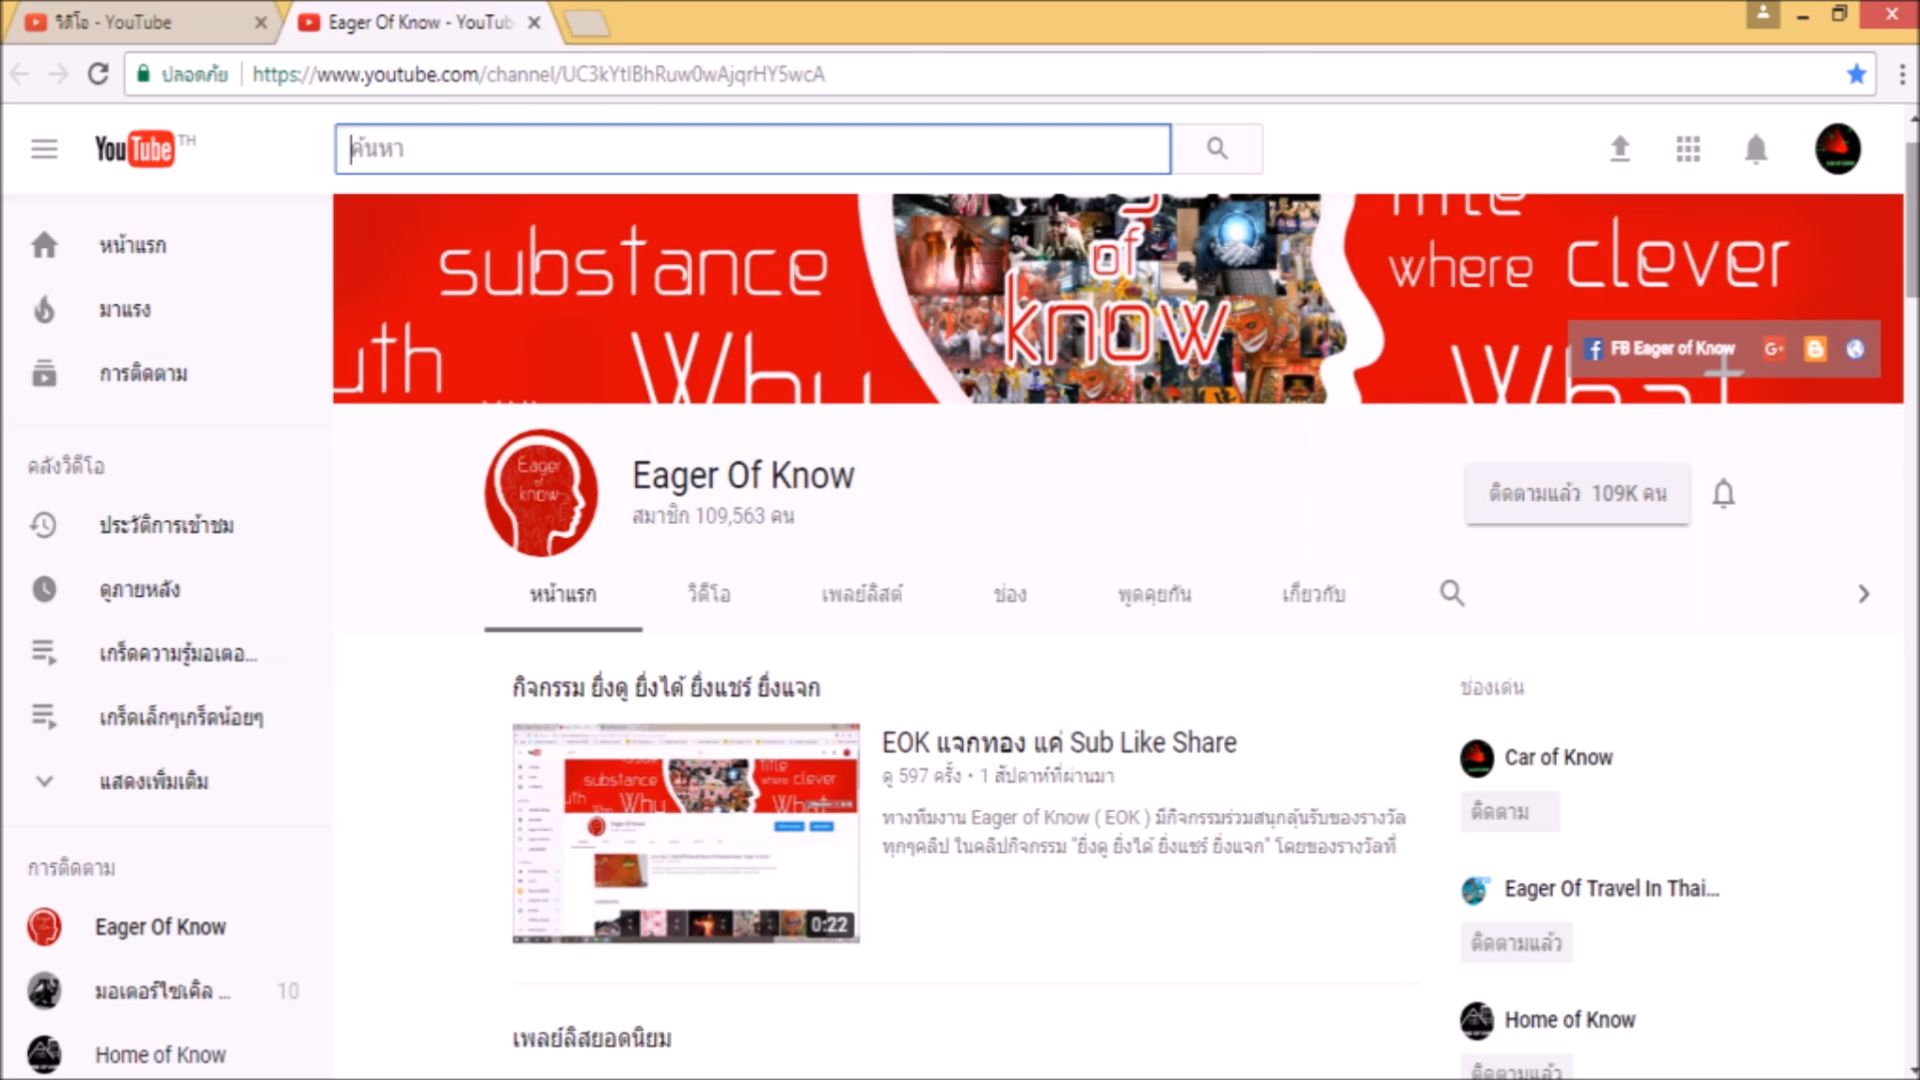 วิดีโอ - YouTube
Eager Of Know - YouTub
ปลอดภัย
https://www.youtube.com/channel/UC3kYtIBhRuw0wAjqrHY5wcA
YouTube TH
ค้นหา
substance
of
know
Title
where clever
Why
What
FB Eager of Know
หน้าแรก
มาแรง
การติดตาม
คลังวิดีโอ
ประวัติการเข้าชม
ดูภายหลัง
เกร็ดความรู้มอเตอ...
เกร็ดเล็กๆเกร็ดน้อยๆ
แสดงเพิ่มเติม
การติดตาม
Eager Of Know
มอเตอร์ไซเคิ้ล ... 10
Home of Know
Eager of know
Eager Of Know
สมาชิก 109,563 คน
ติดตามแล้ว 109K คน
หน้าแรก วิดีโอ เพลย์ลิสต์ ช่อง พูดคุยกัน เกี่ยวกับ
กิจกรรม ยิ่งดู ยิ่งได้ ยิ่งแชร์ ยิ่งแจก
substance
where clever
Why
What
0:22
EOK แจกทอง แค่ Sub Like Share
ดู 597 ครั้ง • 1 สัปดาห์ที่ผ่านมา
ทางทีมงาน Eager of Know ( EOK ) มีกิจกรรมร่วมสนุกลุ้นรับของรางวัล
ทุกๆคลิป ในคลิปกิจกรรม "ยิ่งดู ยิ่งได้ ยิ่งแชร์ ยิ่งแจก" โดยของรางวัลที่
เพลย์ลิสยอดนิยม
ช่องเด่น
Car of Know
ติดตาม
Eager Of Travel In Thai...
ติดตามแล้ว
Home of Know
ติดตามแล้ว